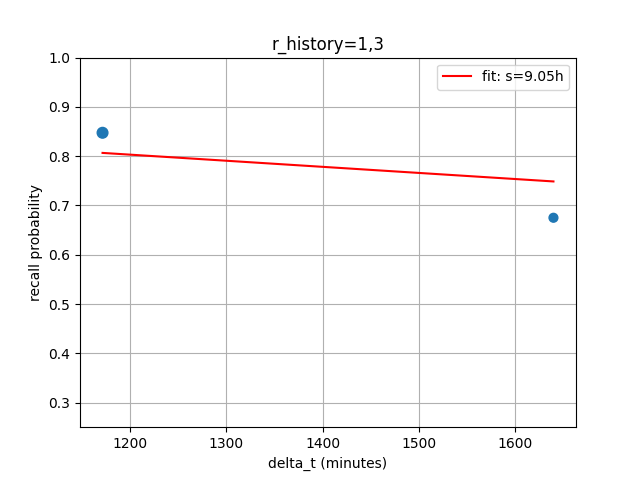 r_history=1,3
fit: s=9.05h
1.0
0.9
0.8
0.7
0.6
0.5
0.4
0.3
recall probability
1200 1300 1400 1500 1600
delta_t (minutes)